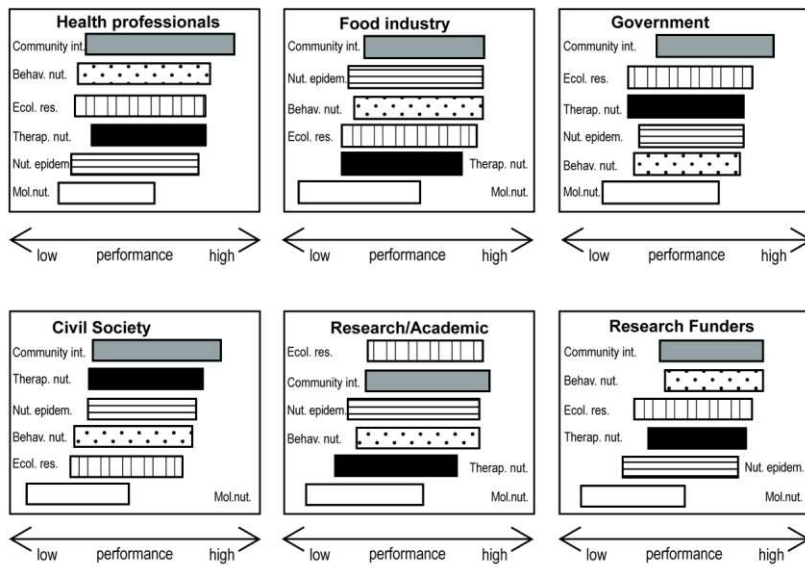 Health professionals
Community int.
Behav. nut.
Ecol. res.
Therap. nut.
Nut. epidem.
Mol.nut.
low performance high
Food industry
Community int.
Nut. epidem.
Behav. nut.
Ecol. res.
Therap. nut.
Mol.nut.
low performance high
Government
Community int.
Ecol. res.
Therap. nut.
Nut. epidem.
Behav. nut.
Mol.nut.
low performance high
Civil Society
Community int.
Therap. nut.
Nut. epidem.
Behav. nut.
Ecol. res.
Mol.nut.
low performance high
Research/Academic
Ecol. res.
Community int.
Nut. epidem.
Behav. nut.
Therap. nut.
Mol.nut.
low performance high
Research Funders
Community int.
Behav. nut.
Ecol. res.
Therap. nut.
Nut. epidem.
Mol.nut.
low performance high